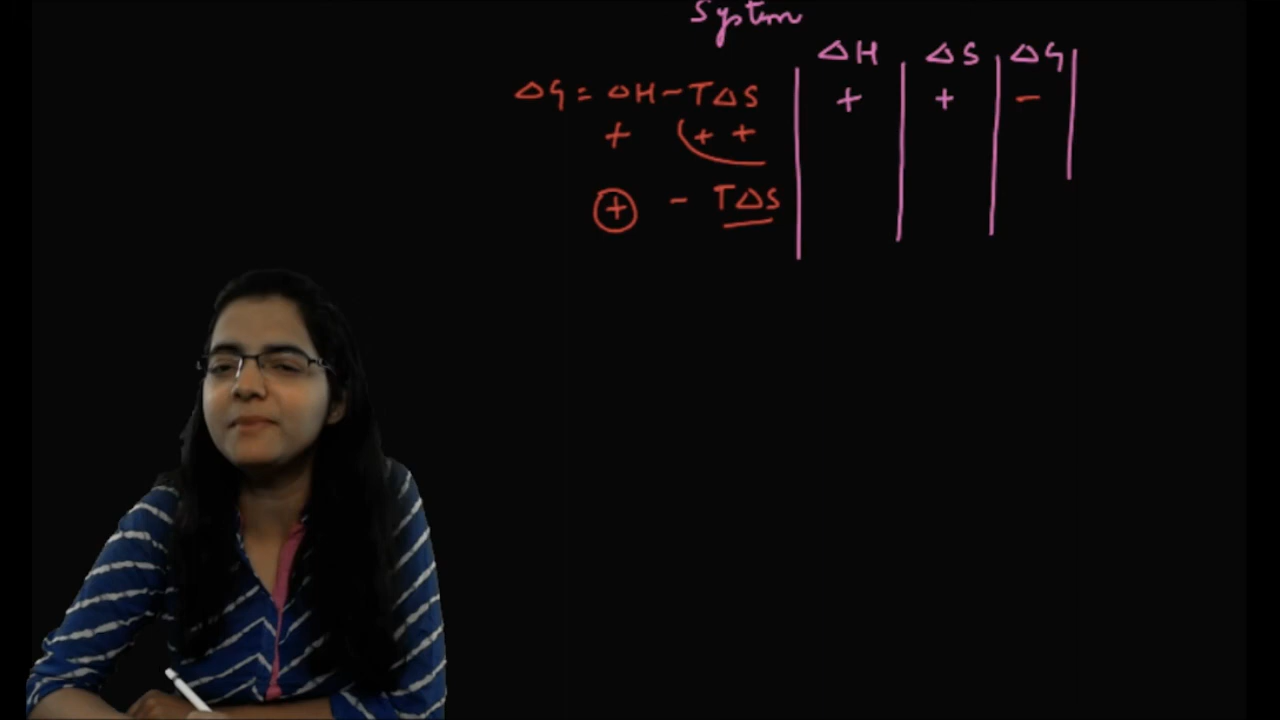 System
ΔH ΔS ΔG
ΔG = ΔH - TΔS + + -
+ + +
+ - TΔS